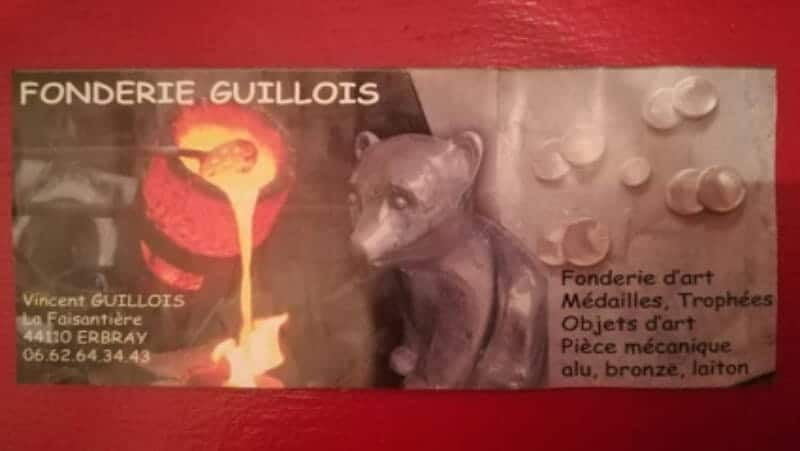 FONDERIE GUILLOIS
Vincent GUILLOIS
La Faisantière
44110 ERBRAY
06.62.64.34.43
Fonderie d'art
Médailles, Trophées
Objets d'art
Pièce mécanique
alu, bronze, laiton